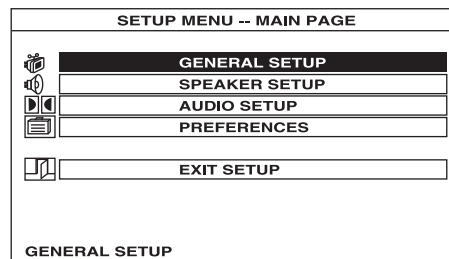 SETUP MENU -- MAIN PAGE
GENERAL SETUP
SPEAKER SETUP
AUDIO SETUP
PREFERENCES
EXIT SETUP
GENERAL SETUP